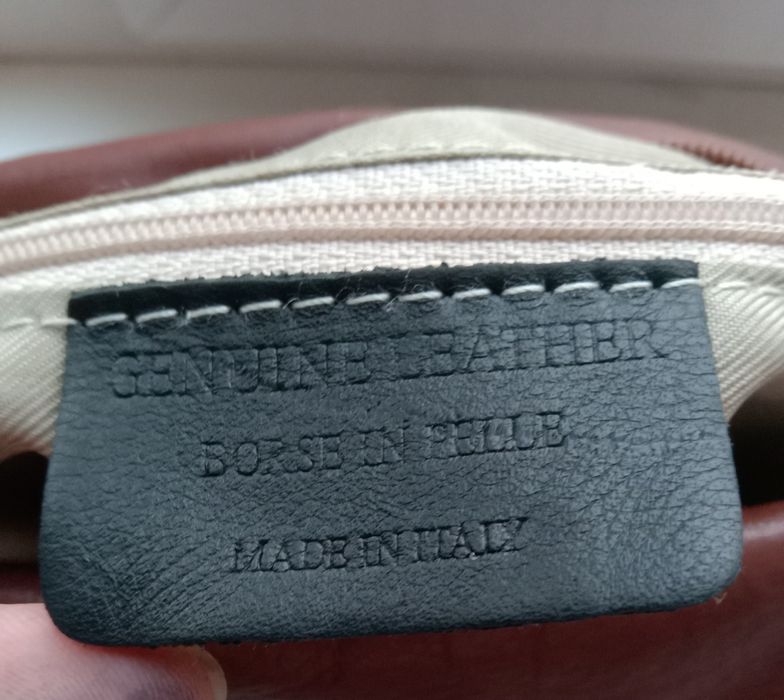 GENUINE LEATHER
BORSE IN PELLE
MADE IN ITALY